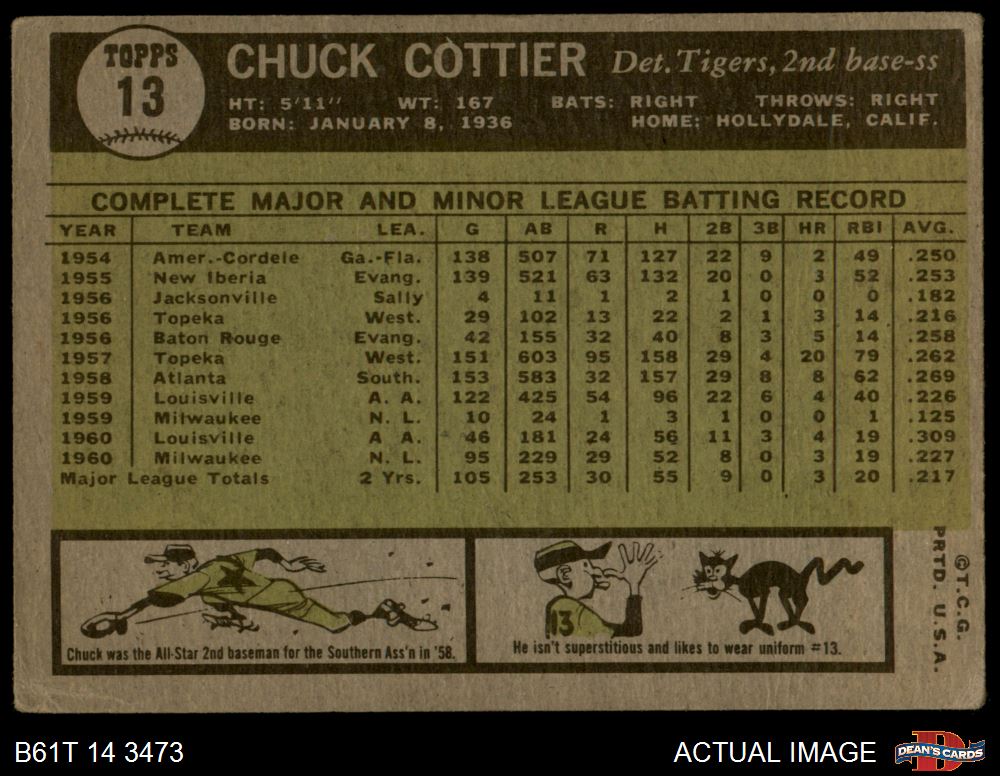 TOPPS
13
CHUCK COTTIER Det. Tigers, 2nd base-ss
HT: 5'11" WT: 167 BATS: RIGHT THROWS: RIGHT
BORN: JANUARY 8, 1936 HOME: HOLLYDALE, CALIF.
COMPLETE MAJOR AND MINOR LEAGUE BATTING RECORD
YEAR TEAM LEA. G AB R H 2B 3B HR RBI AVG.
1954 Amer.-Cordele Ga.-Fla. 138 507 71 127 22 9 2 49 .250
1955 New Iberia Evang. 139 521 63 132 20 0 3 52 .253
1956 Jacksonville Sally 4 11 1 2 1 0 0 0 .182
1956 Topeka West. 29 102 13 22 2 1 3 14 .216
1956 Baton Rouge Evang. 42 155 32 40 8 3 5 14 .258
1957 Topeka West. 151 603 95 158 29 4 20 79 .262
1958 Atlanta South. 153 583 32 157 29 8 8 62 .269
1959 Louisville A. A. 122 425 54 96 22 6 4 40 .226
1959 Milwaukee N. L. 10 24 1 3 1 0 0 1 .125
1960 Louisville A A. 46 181 24 56 11 3 4 19 .309
1960 Milwaukee N. L. 95 229 29 52 8 0 3 19 .227
Major League Totals 2 Yrs. 105 253 30 55 9 0 3 20 .217
Chuck was the All-Star 2nd baseman for the Southern Ass'n in '58.
13
He isn't superstitious and likes to wear uniform #13.
©T.C.G.
PRTD. U.S.A.
B61T 14 3473
ACTUAL IMAGE
D
DEAN'S CARDS